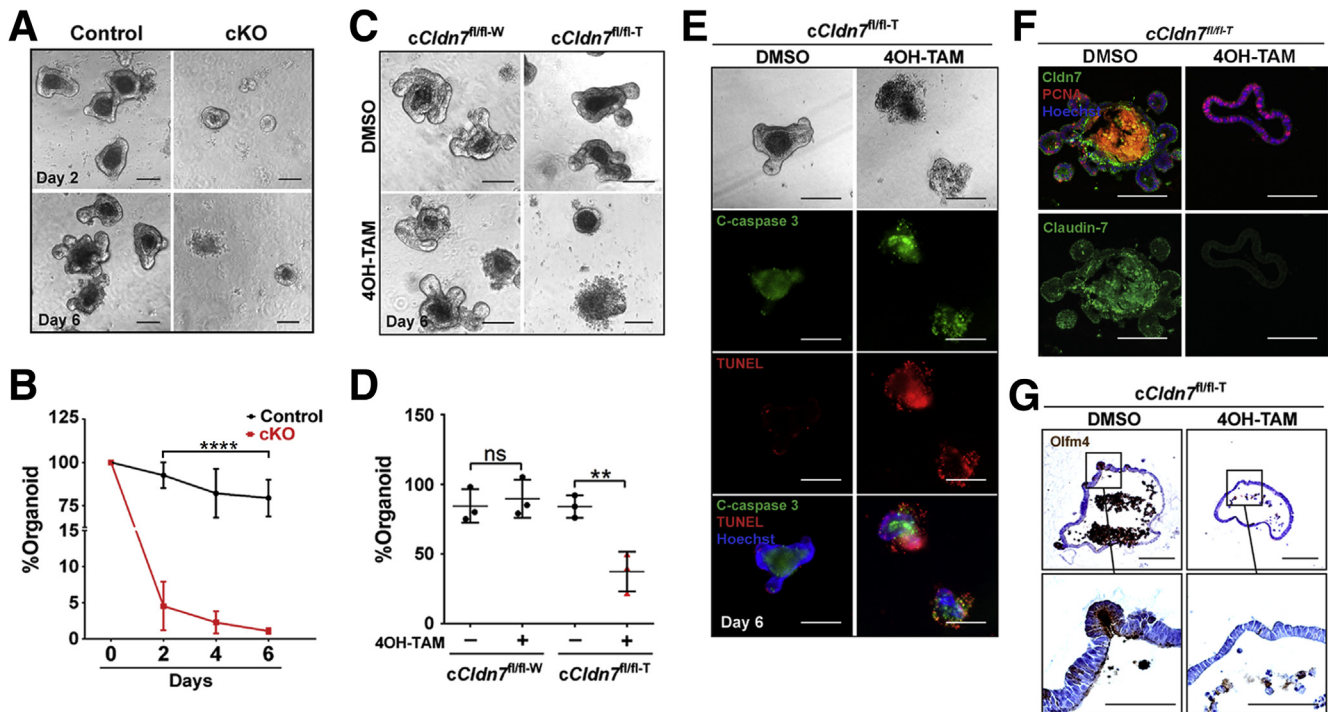 A
Control
cKO
Day 2
Day 6
B
125
100
75
15
10
5
0
%Organoid
Control
cKO
****
0
2
4
6
Days
C
cCldn7fl/fl-W
cCldn7fl/fl-T
DMSO
4OH-TAM
Day 6
D
150
100
50
0
%Organoid
ns
**
4OH-TAM
–
+
–
+
cCldn7fl/fl-W
cCldn7fl/fl-T
E
cCldn7fl/fl-T
DMSO
4OH-TAM
C-caspase 3
TUNEL
C-caspase 3
TUNEL
Hoechst
Day 6
F
cCldn7fl/fl-T
DMSO
4OH-TAM
Cldn7
PCNA
Hoechst
Claudin-7
G
cCldn7fl/fl-T
DMSO
4OH-TAM
Olfm4